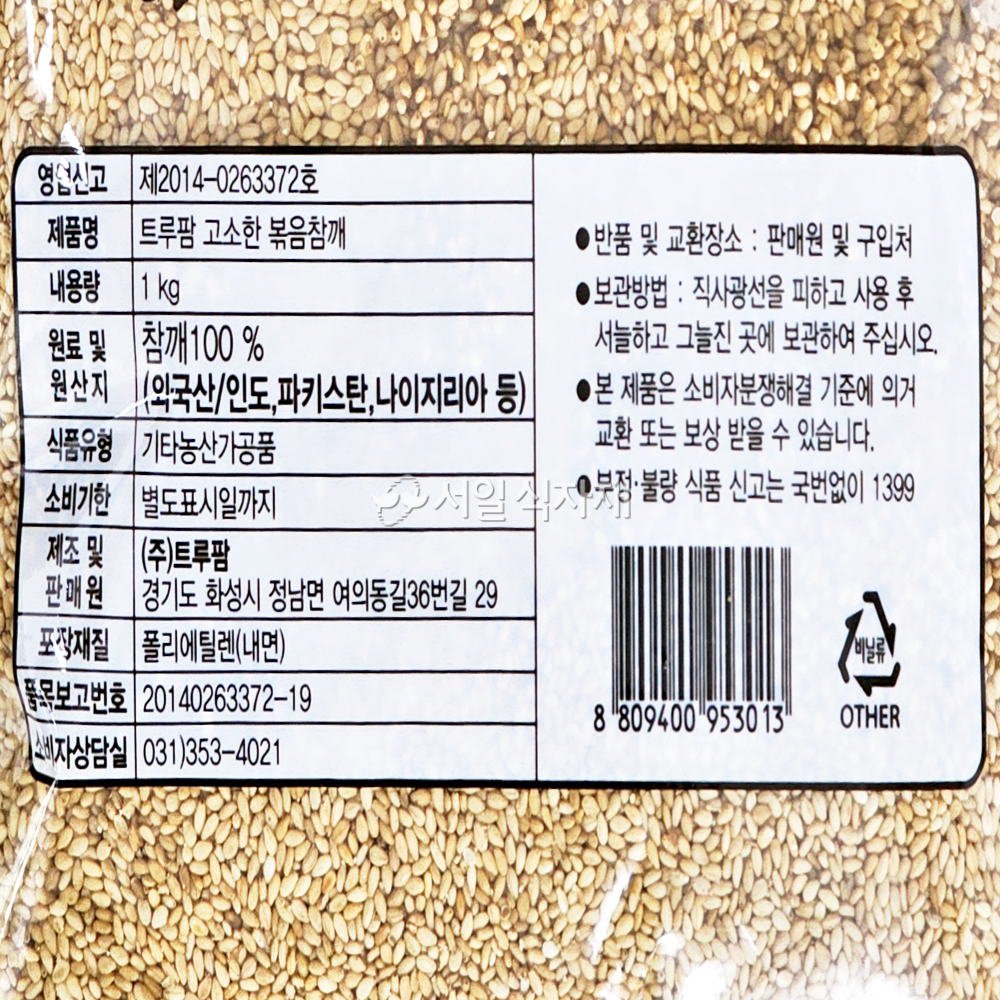 영업신고 제2014-0263372호
제품명 트루팜 고소한 볶음참깨
내용량 1 kg
원료 및 원산지 참깨100 %
(외국산/인도,파키스탄,나이지리아 등)
식품유형 기타농산가공품
소비기한 별도표시일까지
제조 및 판매원 (주)트루팜
경기도 화성시 정남면 여의동길36번길 29
포장재질 폴리에틸렌(내면)
품목보고번호 20140263372-19
소비자상담실 031)353-4021
●반품 및 교환장소 : 판매원 및 구입처
●보관방법 : 직사광선을 피하고 사용 후
서늘하고 그늘진 곳에 보관하여 주십시오.
●본 제품은 소비자분쟁해결 기준에 의거
교환 또는 보상 받을 수 있습니다.
●부정·불량 식품 신고는 국번없이 1399
서일식자재
8 809400 953013
비닐류
OTHER